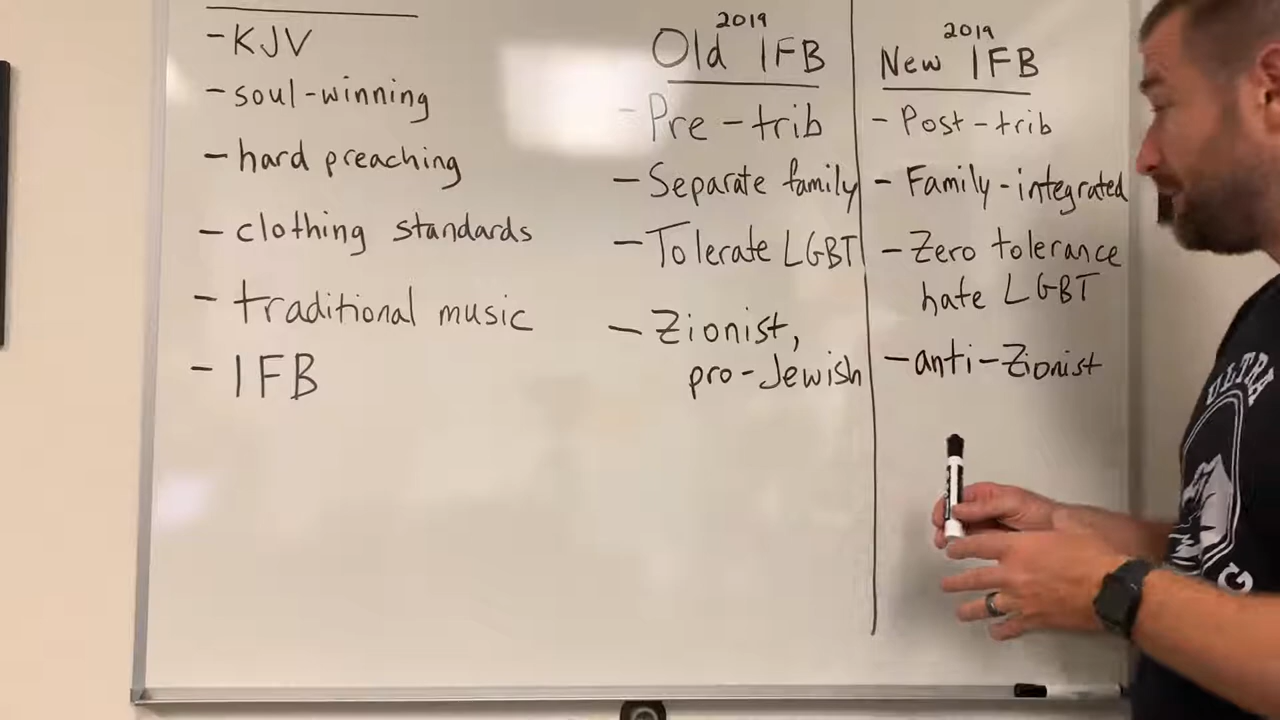 - KJV
- soul-winning
- hard preaching
- clothing standards
- traditional music
- IFB
2019
Old IFB
- Pre-trib
- Separate family
- Tolerate LGBT
- Zionist,
pro-Jewish
2019
New IFB
- Post-trib
- Family-integrated
- Zero tolerance
hate LGBT
- anti-Zionist
ULTRA